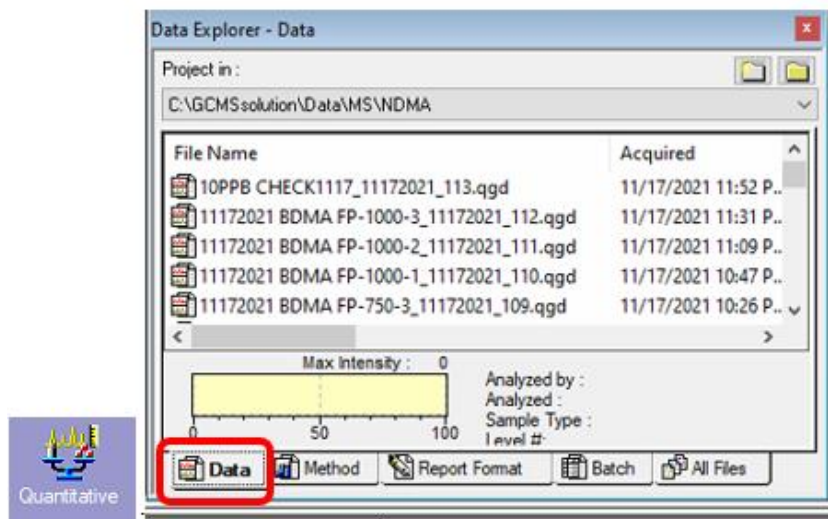 Data Explorer - Data
Project in :
C:\GCMSsolution\Data\MS\NDMA
File Name Acquired
10PPB CHECK1117_11172021_113.qgd 11/17/2021 11:52 P..
11172021 BDMA FP-1000-3_11172021_112.qgd 11/17/2021 11:31 P..
11172021 BDMA FP-1000-2_11172021_111.qgd 11/17/2021 11:09 P..
11172021 BDMA FP-1000-1_11172021_110.qgd 11/17/2021 10:47 P..
11172021 BDMA FP-750-3_11172021_109.qgd 11/17/2021 10:26 P..
Max Intensity : 0
Analyzed by :
Analyzed :
Sample Type :
Level #:
0 50 100
Data Method Report Format Batch All Files
Quantitative